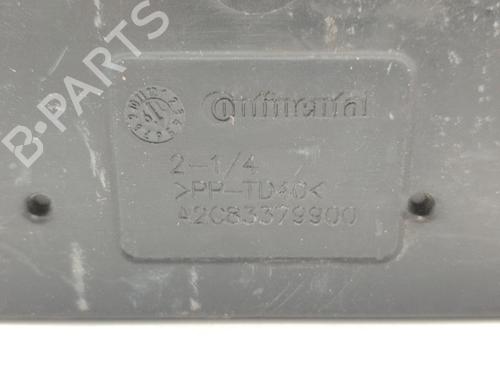 B-PARTS
Continental
2-1/4
>PP-TD40<
A2C83379900